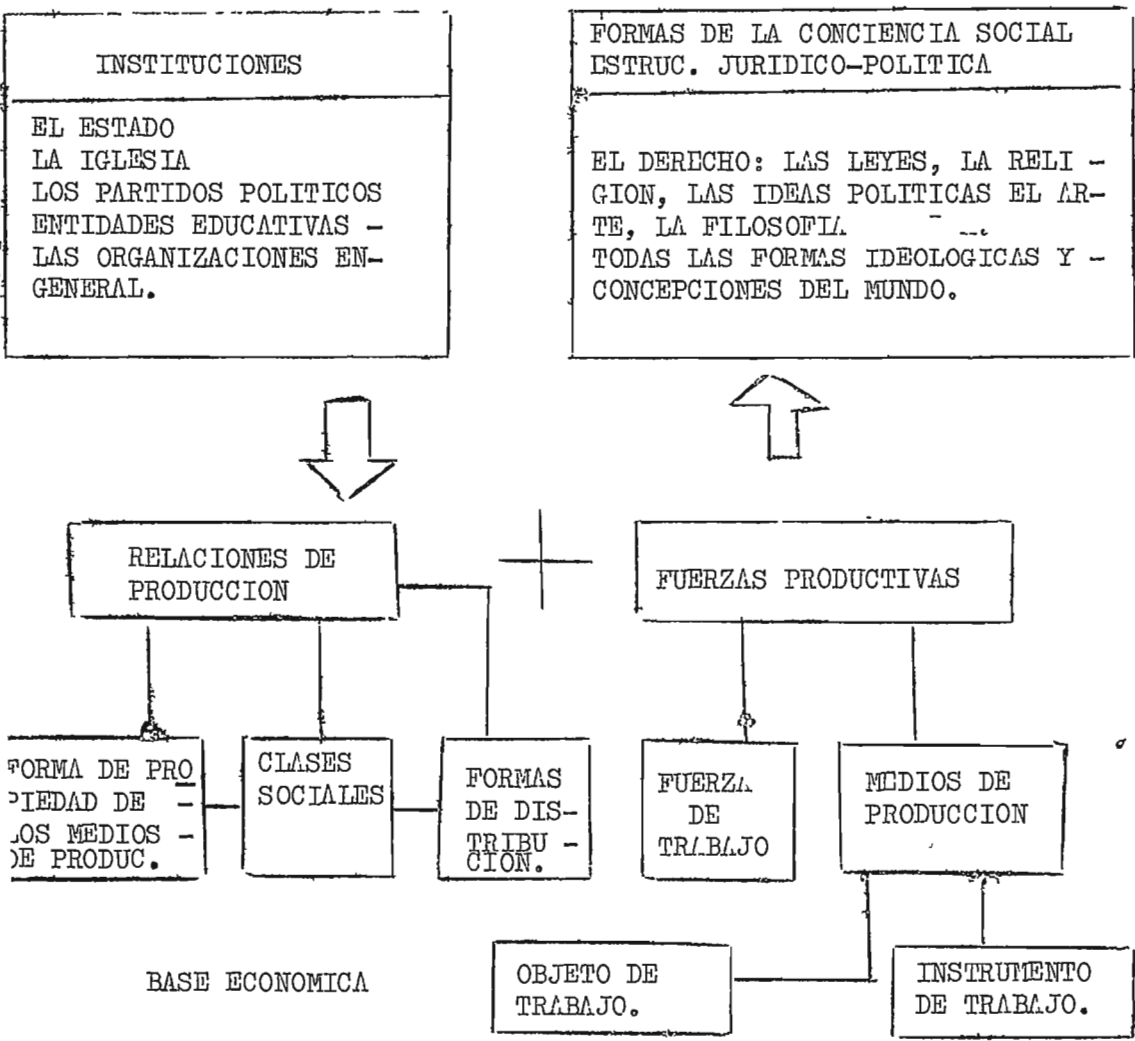 INSTITUCIONES
EL ESTADO
LA IGLESIA
LOS PARTIDOS POLITICOS
ENTIDADES EDUCATIVAS –
LAS ORGANIZACIONES EN-
GENERAL.
FORMAS DE LA CONCIENCIA SOCIAL
ESTRUC. JURIDICO-POLITICA
EL DERECHO: LAS LEYES, LA RELI –
GION, LAS IDEAS POLITICAS EL AR-
TE, LA FILOSOFIA
TODAS LAS FORMAS IDEOLOGICAS Y –
CONCEPCIONES DEL MUNDO.
RELACIONES DE
PRODUCCION
+
FUERZAS PRODUCTIVAS
FORMA DE PRO
PIEDAD DE –
LOS MEDIOS –
DE PRODUC.
CLASES
SOCIALES
FORMAS
DE DIS-
TRIBU –
CION.
FUERZA
DE
TRABAJO
MEDIOS DE
PRODUCCION
BASE ECONOMICA
OBJETO DE
TRABAJO.
INSTRUMENTO
DE TRABAJO.